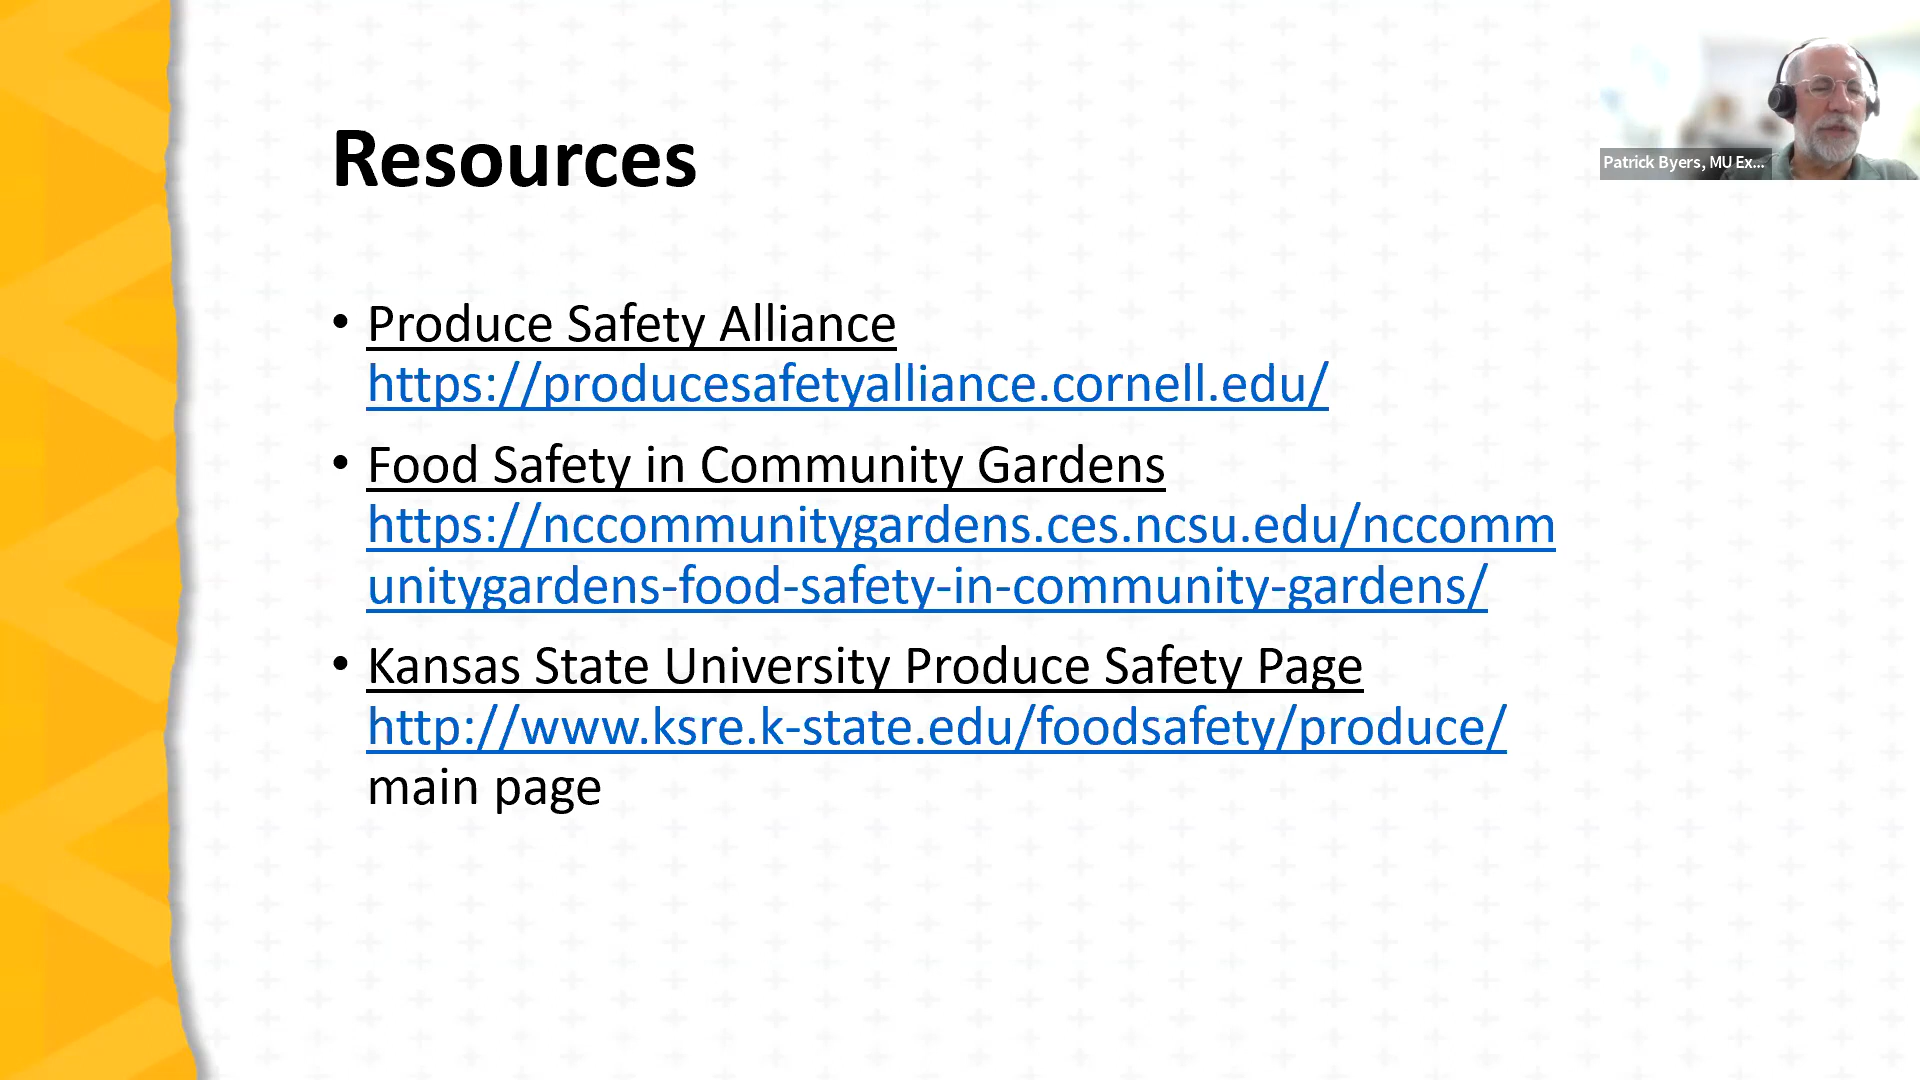 Resources
Patrick Byers, MU Ex...
• Produce Safety Alliance
https://producesafetyalliance.cornell.edu/
• Food Safety in Community Gardens
https://nccommunitygardens.ces.ncsu.edu/nccomm
unitygardens-food-safety-in-community-gardens/
• Kansas State University Produce Safety Page
http://www.ksre.k-state.edu/foodsafety/produce/
main page